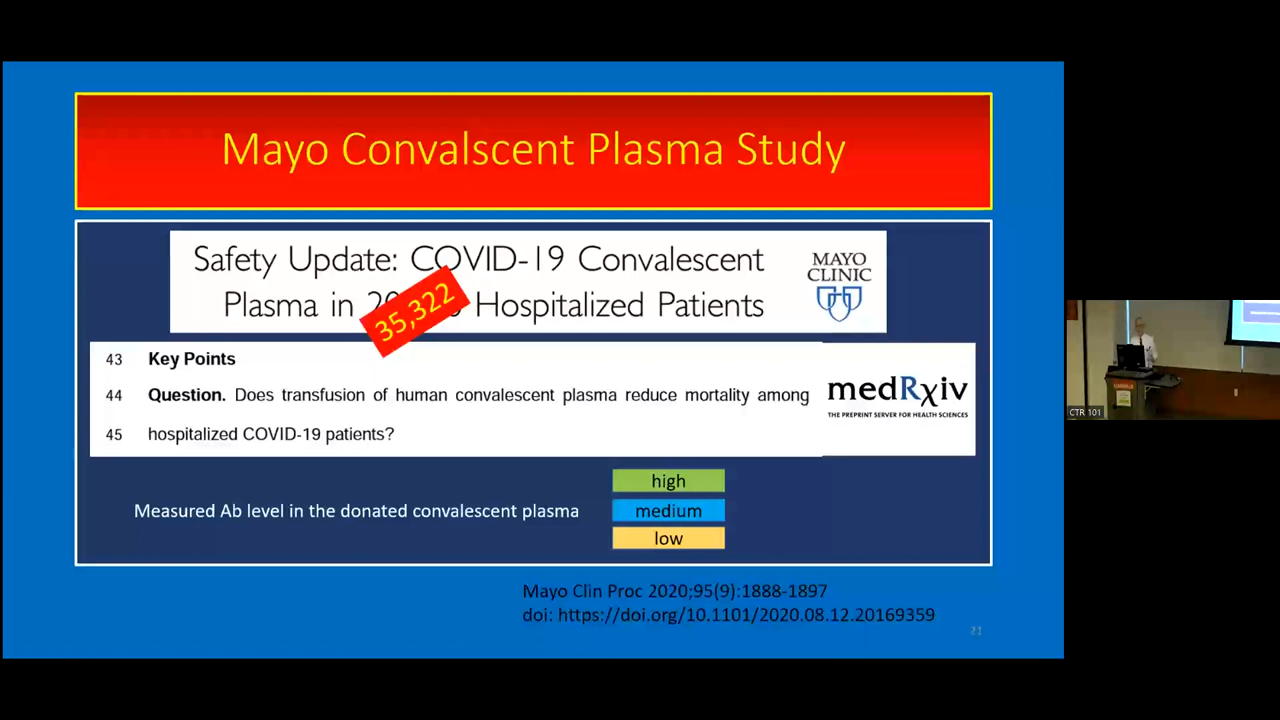 Mayo Convalscent Plasma Study
Safety Update: COVID-19 Convalescent
Plasma in 35,322 Hospitalized Patients
MAYO
CLINIC
43 Key Points
44 Question. Does transfusion of human convalescent plasma reduce mortality among
45 hospitalized COVID-19 patients?
medRxiv
THE PREPRINT SERVER FOR HEALTH SCIENCES
high
Measured Ab level in the donated convalescent plasma medium
low
Mayo Clin Proc 2020;95(9):1888-1897
doi: https://doi.org/10.1101/2020.08.12.20169359
21
CTR 101